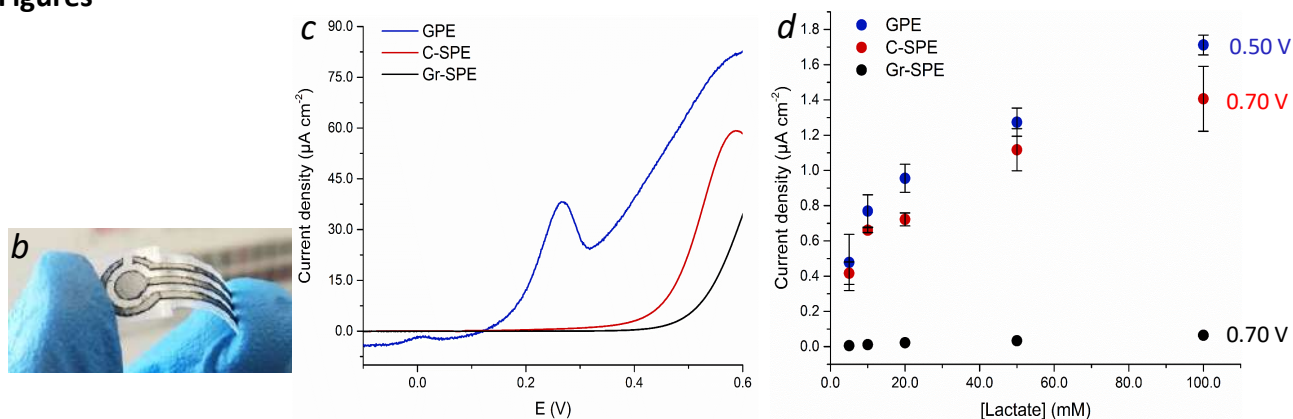 Figures
b
c
GPE
C-SPE
Gr-SPE
90.0
75.0
60.0
45.0
30.0
15.0
0.0
Current density (µA cm⁻²)
0.0 0.2 0.4 0.6
E (V)
d
GPE
C-SPE
Gr-SPE
1.8
1.6
1.4
1.2
1.0
0.8
0.6
0.4
0.2
0.0
Current density (µA cm⁻²)
0.0 20.0 40.0 60.0 80.0 100.0
[Lactate] (mM)
0.50 V
0.70 V
0.70 V